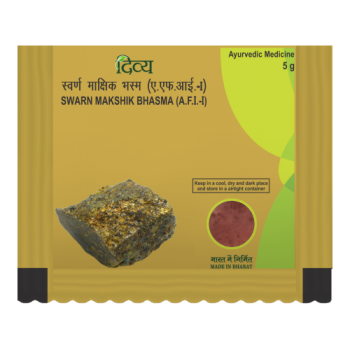 दिव्य
स्वर्ण माक्षिक भस्म (ए.एफ.आई.-I)
SWARN MAKSHIK BHASMA (A.F.I.-I)
Ayurvedic Medicine
5 g
Keep in a cool, dry and dark place
and store in a airtight container
भारत में निर्मित
MADE IN BHARAT